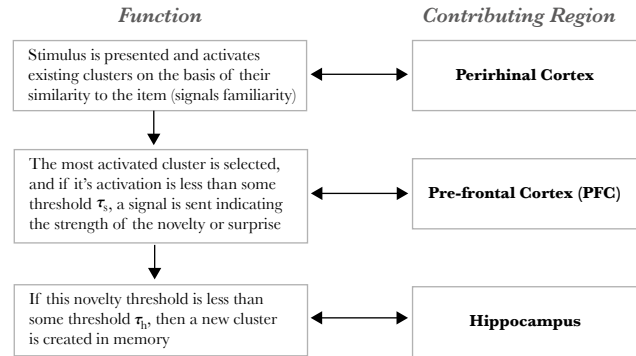 Function
Contributing Region
Stimulus is presented and activates
existing clusters on the basis of their
similarity to the item (signals familiarity)
Perirhinal Cortex
The most activated cluster is selected,
and if it's activation is less than some
threshold τs, a signal is sent indicating
the strength of the novelty or surprise
Pre-frontal Cortex (PFC)
If this novelty threshold is less than
some threshold τh, then a new cluster
is created in memory
Hippocampus